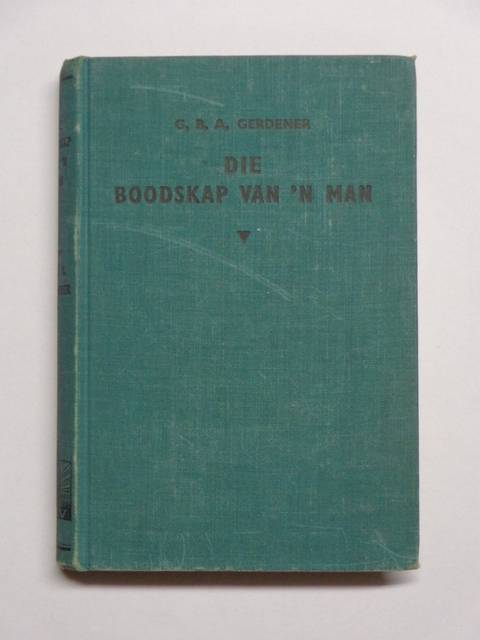 G. B. A. GERDENER
DIE
BOODSKAP VAN 'N MAN